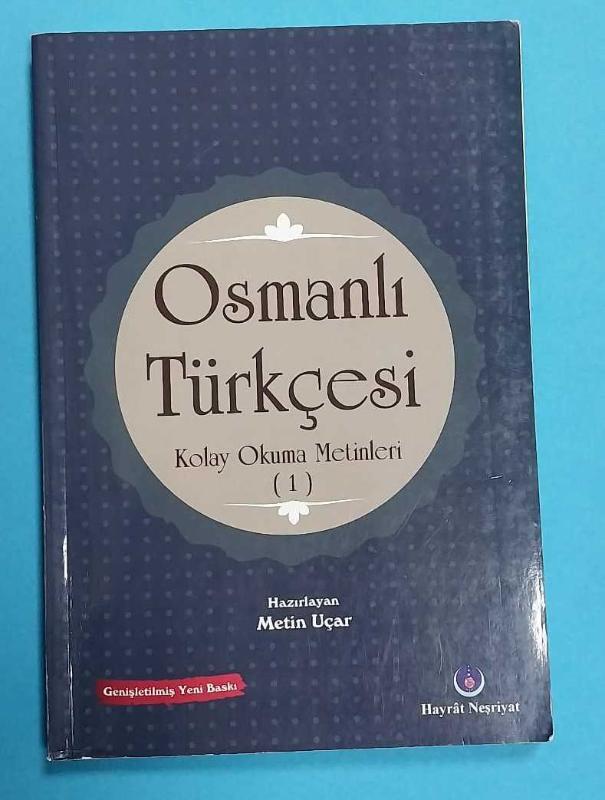 Osmanlı
Türkçesi
Kolay Okuma Metinleri
( 1 )
Hazırlayan
Metin Uçar
Genişletilmiş Yeni Baskı
Hayrât Neşriyat